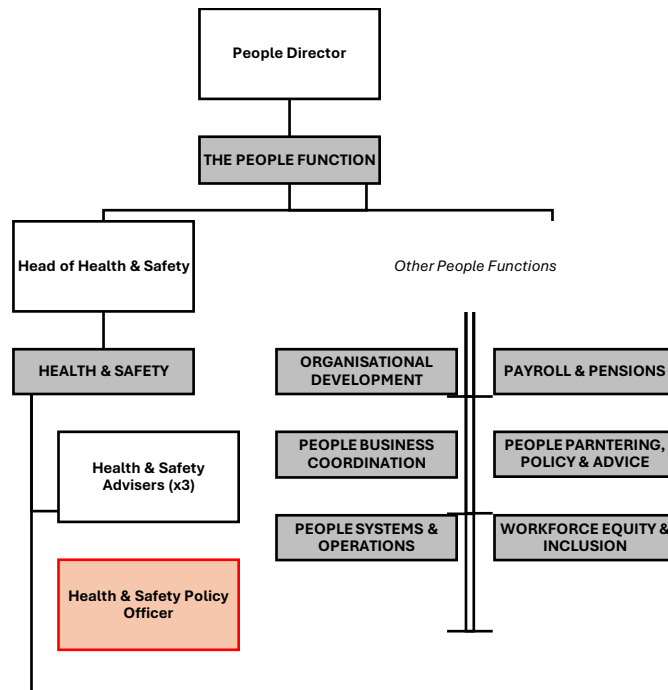 People Director
THE PEOPLE FUNCTION
Head of Health & Safety
Other People Functions
HEALTH & SAFETY
ORGANISATIONAL
DEVELOPMENT
PAYROLL & PENSIONS
Health & Safety
Advisers (x3)
PEOPLE BUSINESS
COORDINATION
PEOPLE PARNTERING,
POLICY & ADVICE
PEOPLE SYSTEMS &
OPERATIONS
WORKFORCE EQUITY &
INCLUSION
Health & Safety Policy
Officer